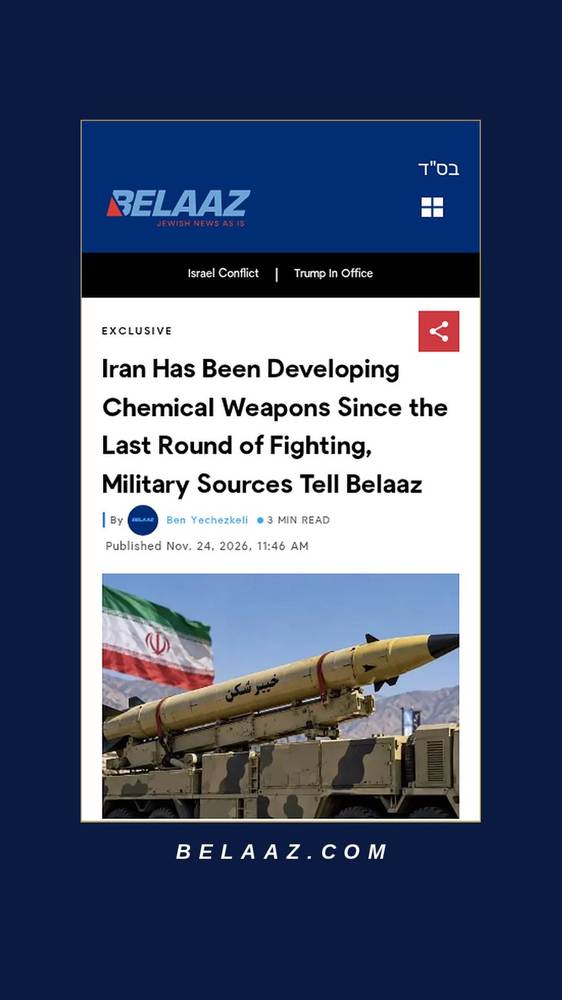 בס"ד
BELAAZ
JEWISH NEWS AS IS
Israel Conflict | Trump In Office
EXCLUSIVE
Iran Has Been Developing
Chemical Weapons Since the
Last Round of Fighting,
Military Sources Tell Belaaz
By BELAAZ Ben Yechezkeli 3 MIN READ
Published Nov. 24, 2026, 11:46 AM
خیبر شکن
BELAAZ.COM